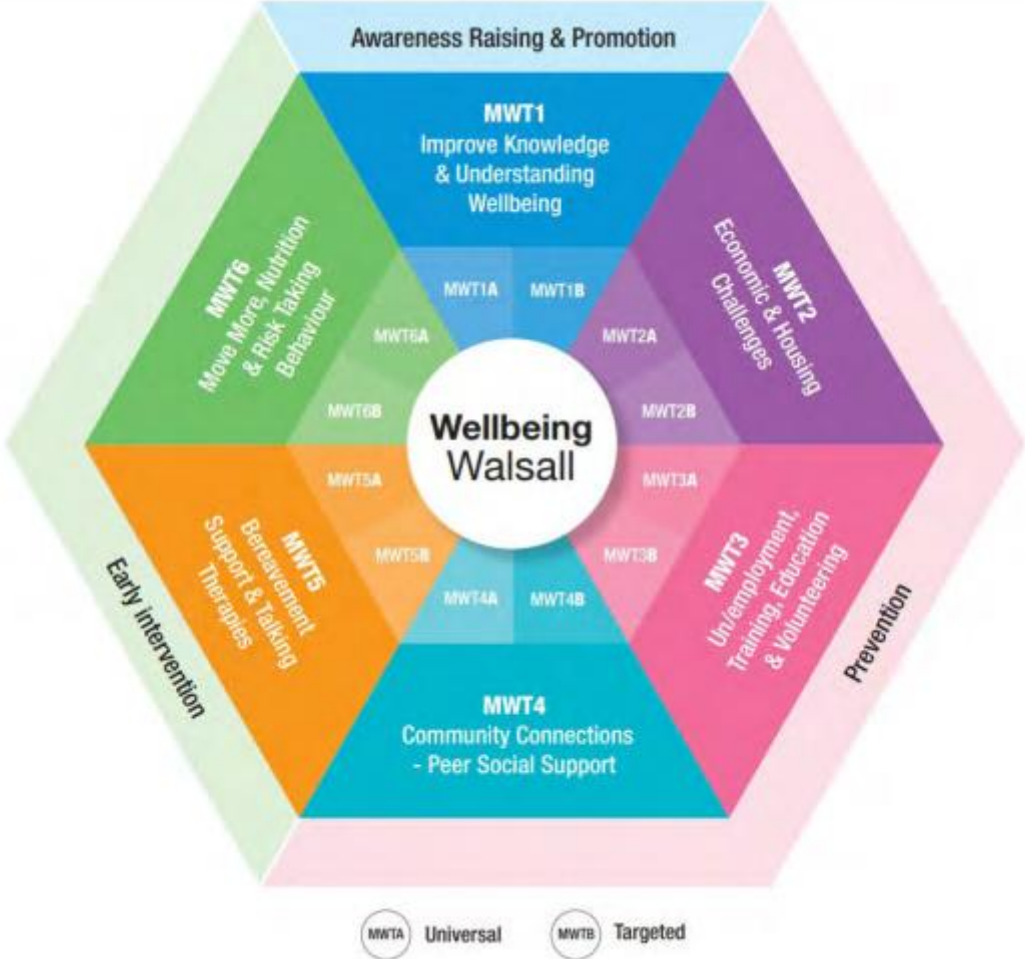 Awareness Raising & Promotion
MWT1
Improve Knowledge
& Understanding
Wellbeing
MWT1A
MWT1B
MWT2
Economic & Housing
Challenges
MWT2A
MWT2B
MWT3
Un/employment,
Training, Education
& Volunteering
MWT3A
MWT3B
Prevention
MWT4
Community Connections
- Peer Social Support
MWT4A
MWT4B
MWT5
Bereavement
Support & Talking
Therapies
MWT5A
MWT5B
Early intervention
MWT6
Move More, Nutrition
& Risk Taking
Behaviour
MWT6A
MWT6B
Wellbeing
Walsall
MWTA Universal
MWTB Targeted